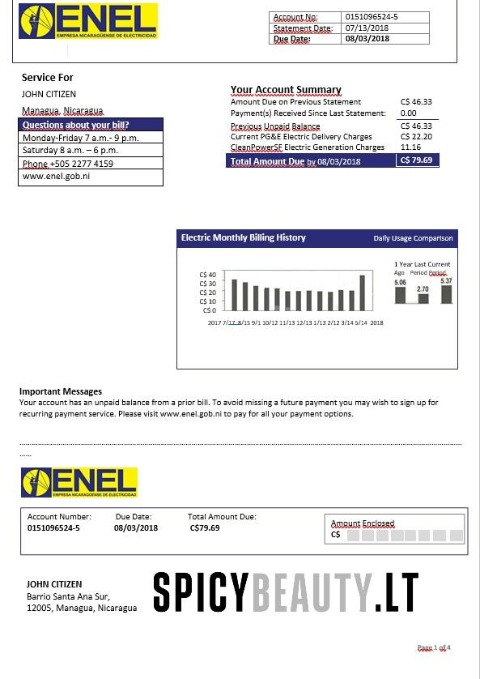 ENEL
EMPRESA NICARAGÜENSE DE ELECTRICIDAD
Account No: 0151096524-5
Statement Date: 07/13/2018
Due Date: 08/03/2018
Service For
JOHN CITIZEN
Managua, Nicaragua
Questions about your bill?
Monday-Friday 7 a.m.- 9 p.m.
Saturday 8 a.m. – 6 p.m.
Phone +505 2277 4159
www.enel.gob.ni
Your Account Summary
Amount Due on Previous Statement C$ 46.33
Payment(s) Received Since Last Statement: 0.00
Previous Unpaid Balance C$ 46.33
Current PG&E Electric Delivery Charges C$ 22.20
CleanPowerSF Electric Generation Charges 11.16
Total Amount Due by 08/03/2018 C$ 79.69
Electric Monthly Billing History Daily Usage Comparison
1 Year Last Current
Ago Period Period
C$ 40
C$ 30
C$ 20
C$ 10
C$ 0
5.06 2.70 5.37
2017 7/17 8/15 9/1 10/12 11/13 12/13 1/13 2/12 3/14 5/14 2018
Important Messages
Your account has an unpaid balance from a prior bill. To avoid missing a future payment you may wish to sign up for
recurring payment service. Please visit www.enel.gob.ni to pay for all your payment options.
ENEL
EMPRESA NICARAGÜENSE DE ELECTRICIDAD
Account Number: Due Date: Total Amount Due:
0151096524-5 08/03/2018 C$79.69
Amount Enclosed
C$
JOHN CITIZEN
Barrio Santa Ana Sur,
12005, Managua, Nicaragua
SPICYBEAUTY.LT
Page 1 of 4